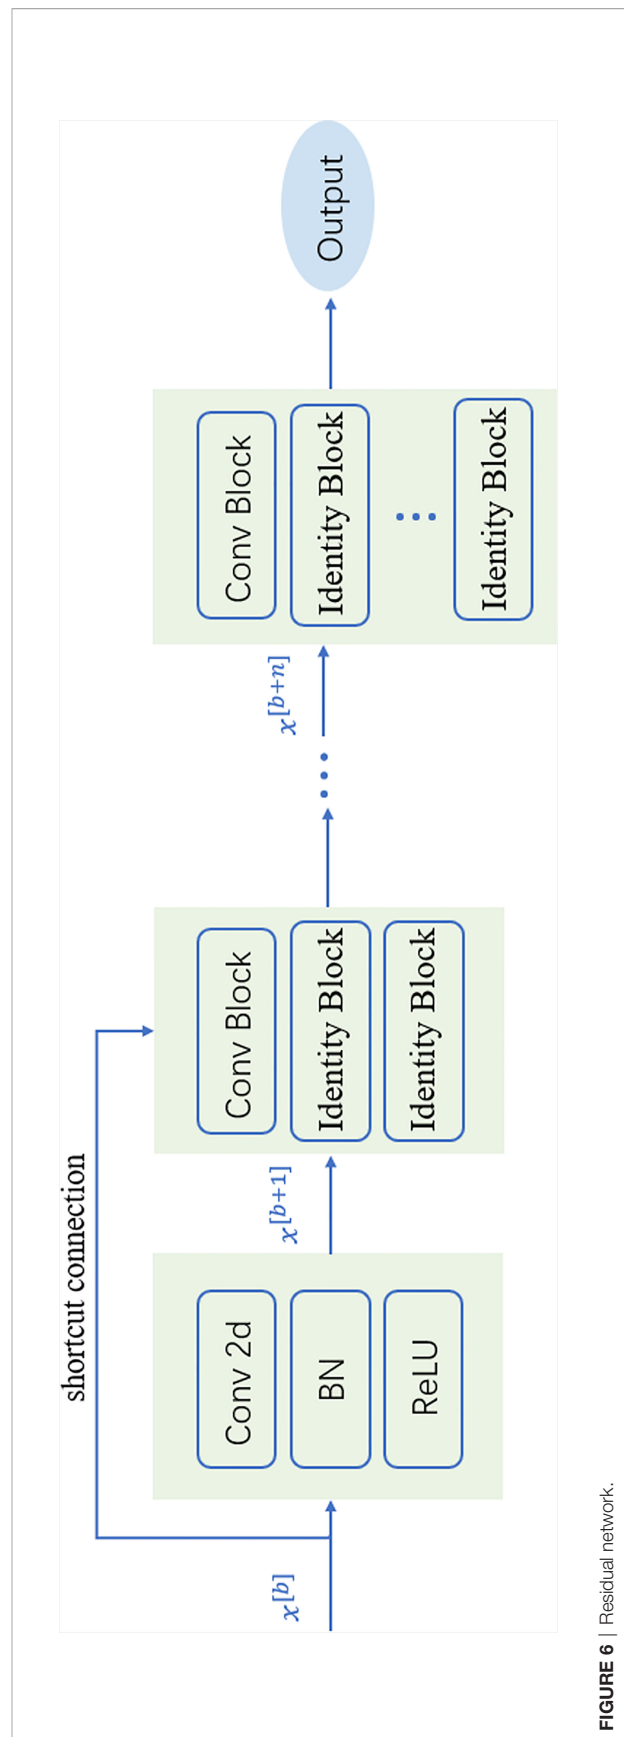 shortcut connection
x^[b]
Conv 2d
BN
ReLU
x^[b+1]
Conv Block
Identity Block
Identity Block
x^[b+n]
Conv Block
Identity Block
Identity Block
Output
FIGURE 6 | Residual network.